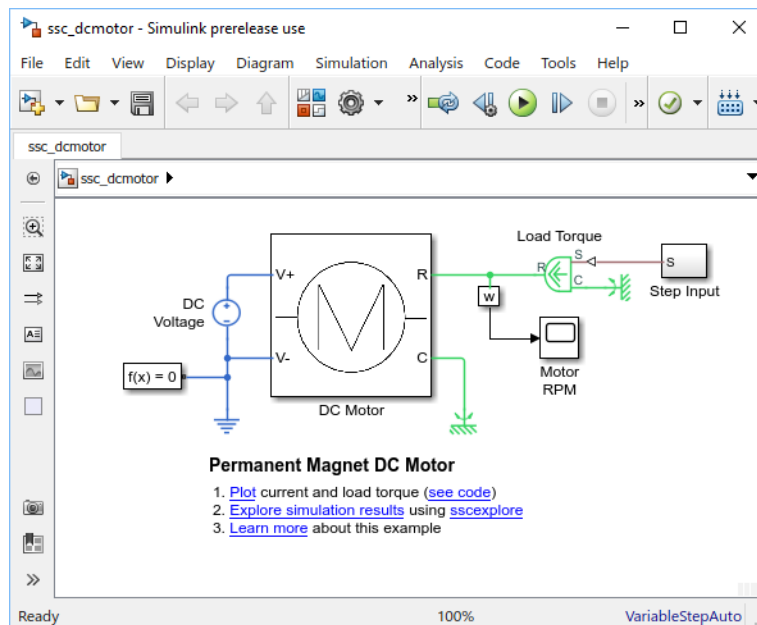 ssc_dcmotor - Simulink prerelease use
File Edit View Display Diagram Simulation Analysis Code Tools Help
ssc_dcmotor
ssc_dcmotor
Load Torque
V+
R
R
S
C
S
Step Input
DC
Voltage
w
f(x) = 0
V-
C
Motor
RPM
DC Motor
Permanent Magnet DC Motor
1. Plot current and load torque (see code)
2. Explore simulation results using sscexplore
3. Learn more about this example
Ready 100% VariableStepAuto